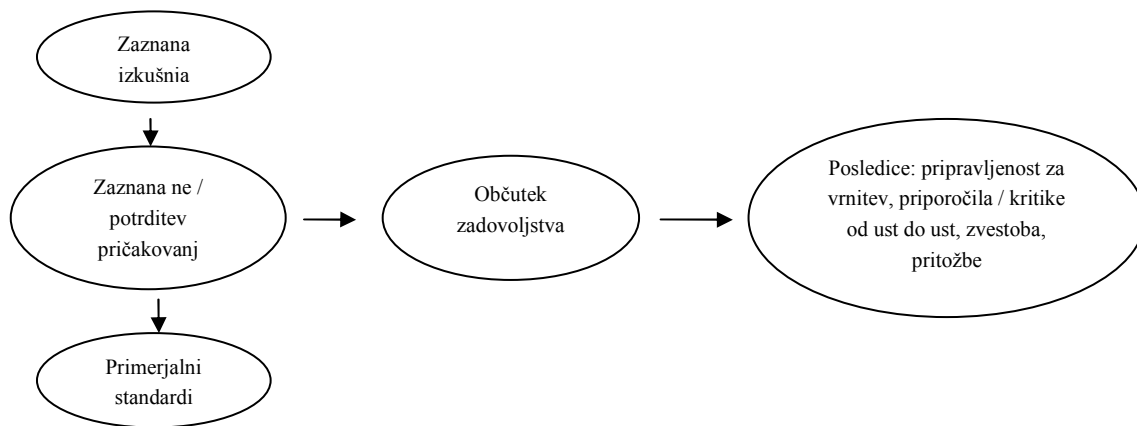 Zaznana
izkušnja
Zaznana ne /
potrditev
pričakovanj
Primerjalni
standardi
Občutek
zadovoljstva
Posledice: pripravljenost za
vrnitev, priporočila / kritike
od ust do ust, zvestoba,
pritožbe